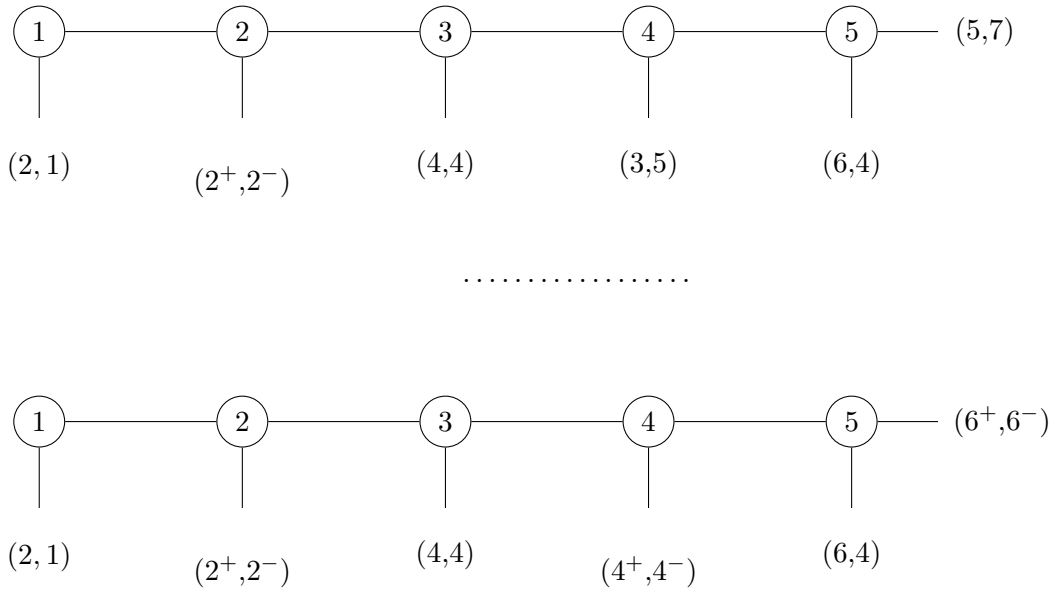 1 2 3 4 5 (5,7)
(2, 1) (2⁺,2⁻) (4,4) (3,5) (6,4)
..................
1 2 3 4 5 (6⁺,6⁻)
(2, 1) (2⁺,2⁻) (4,4) (4⁺,4⁻) (6,4)